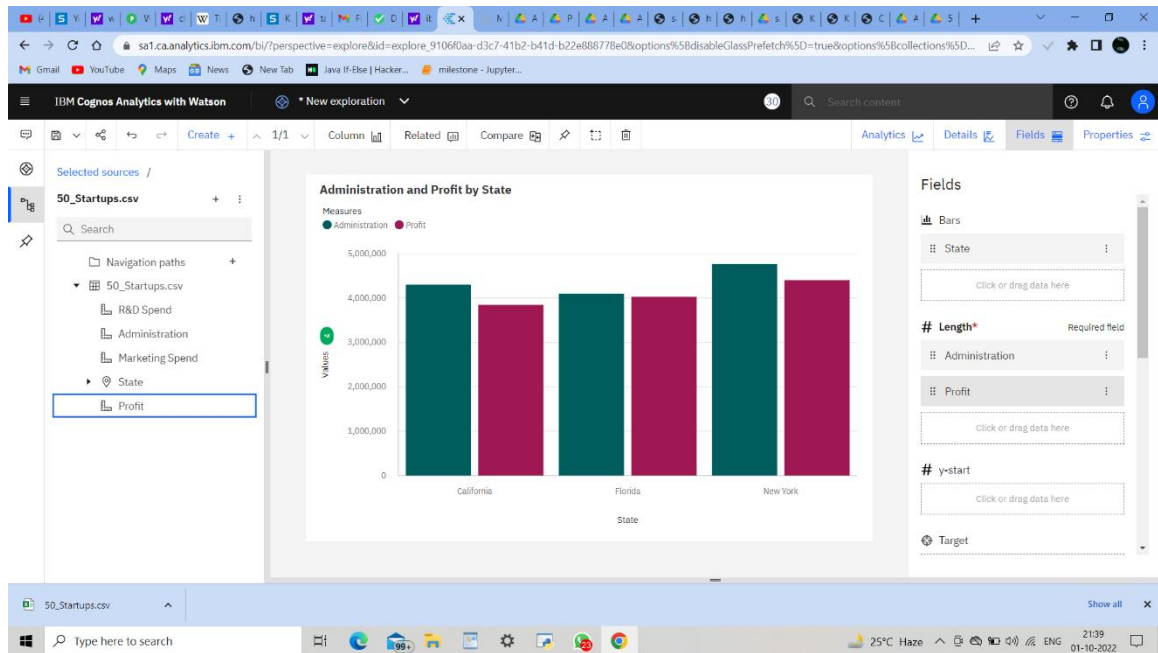 sa1.ca.analytics.ibm.com/bi/?perspective=explore&id=explore_9106f0aa-d3c7-41b2-b41d-b22e888778e0&options%5BdisableGlassPrefetch%5D=true&options%5Bcollections%5D...
Gmail YouTube Maps News New Tab Java If-Else | Hacker... milestone - Jupyter...
IBM Cognos Analytics with Watson * New exploration 30 Search content
Create + 1/1 Column Related Compare Analytics Details Fields Properties
Selected sources /
50_Startups.csv
Search
Navigation paths
50_Startups.csv
R&D Spend
Administration
Marketing Spend
State
Profit
Administration and Profit by State
Measures
Administration Profit
5,000,000
4,000,000
3,000,000
2,000,000
1,000,000
0
Values
California Florida New York
State
Fields
Bars
State
Click or drag data here
# Length* Required field
Administration
Profit
Click or drag data here
# y-start
Click or drag data here
Target
50_Startups.csv Show all
Type here to search 99+ 25°C Haze ENG 21:39
01-10-2022